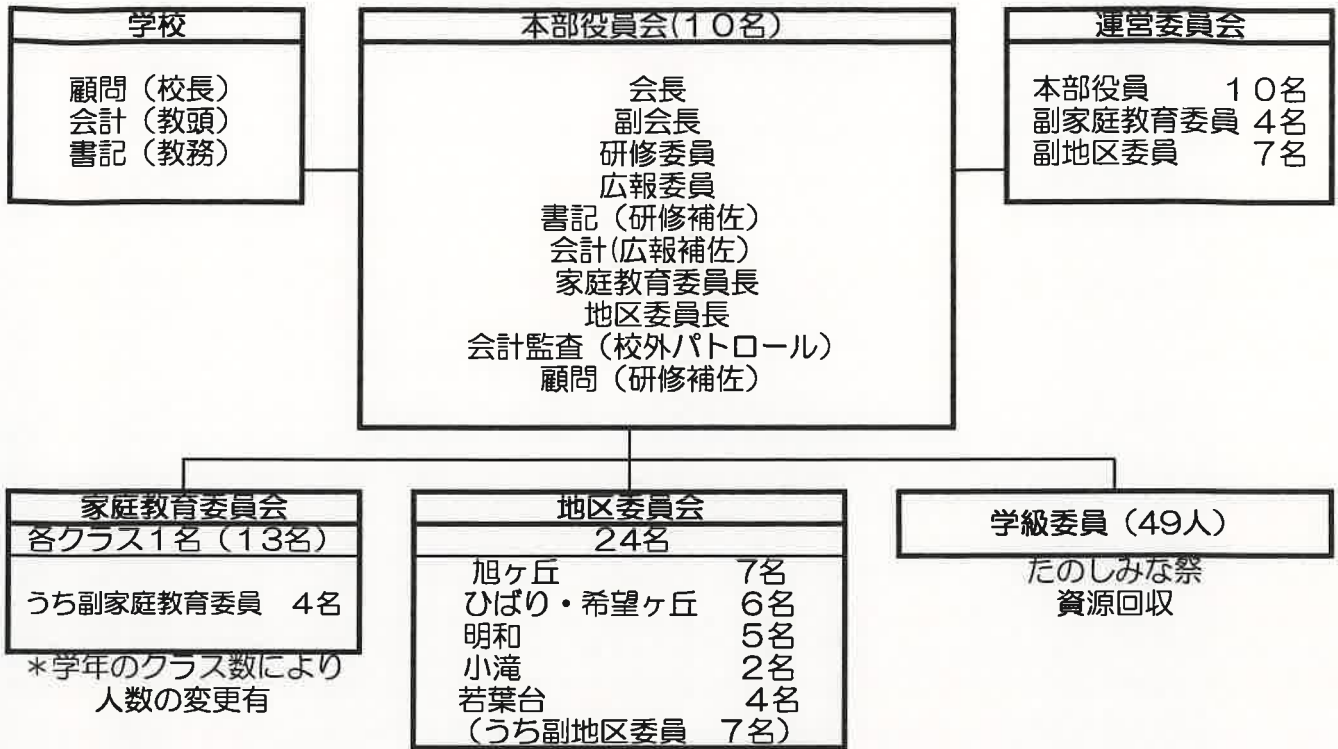 学校
顧問（校長）
会計（教頭）
書記（教務）
本部役員会(１０名)
会長
副会長
研修委員
広報委員
書記（研修補佐）
会計(広報補佐）
家庭教育委員長
地区委員長
会計監査（校外パトロール）
顧問（研修補佐）
運営委員会
本部役員　　１０名
副家庭教育委員 ４名
副地区委員　　７名
家庭教育委員会
各クラス１名（１３名）
うち副家庭教育委員　４名
＊学年のクラス数により
人数の変更有
地区委員会
２４名
旭ヶ丘　７名
ひばり・希望ヶ丘　６名
明和　５名
小滝　２名
若葉台　４名
（うち副地区委員　７名）
学級委員（49人）
たのしみな祭
資源回収